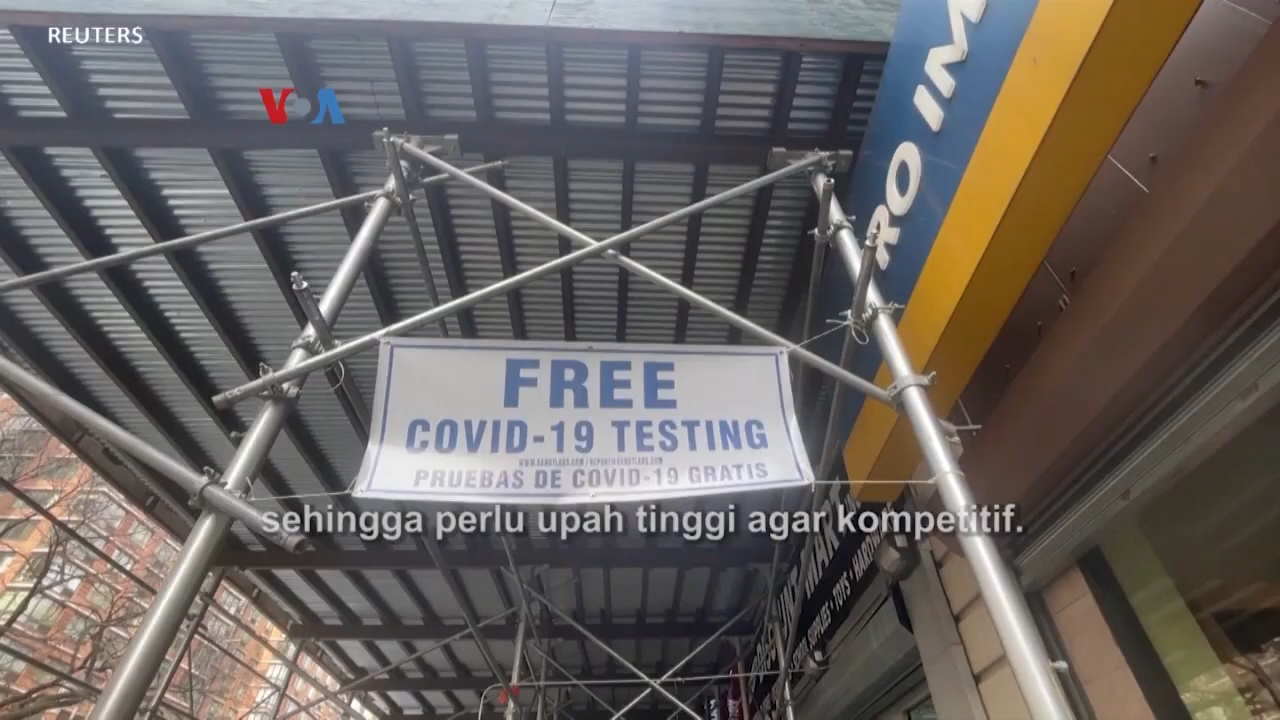 REUTERS
VOA
RO IM
FREE
COVID-19 TESTING
PRUEBAS DE COVID-19 GRATIS
sehingga perlu upah tinggi agar kompetitif.
TOYS